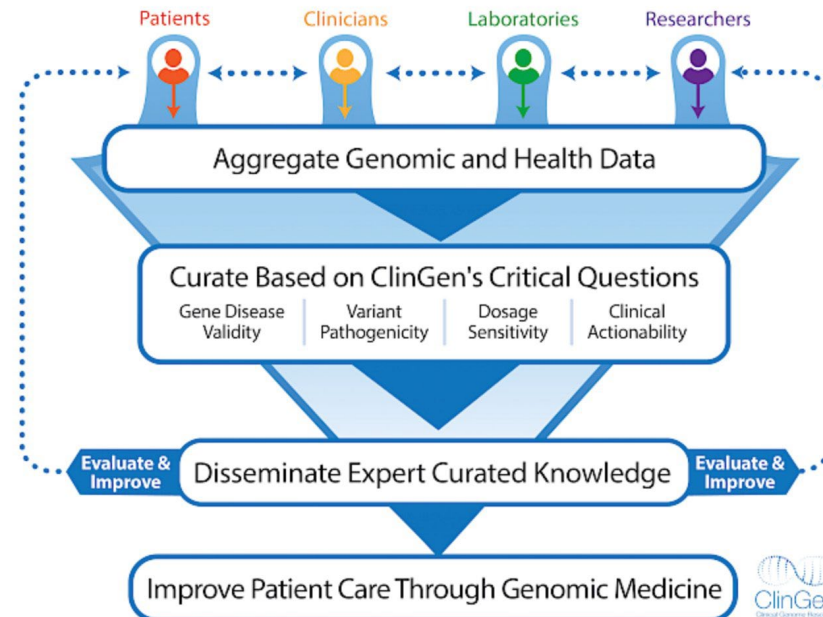 Patients Clinicians Laboratories Researchers
Aggregate Genomic and Health Data
Curate Based on ClinGen's Critical Questions
Gene Disease Validity
Variant Pathogenicity
Dosage Sensitivity
Clinical Actionability
Evaluate & Improve
Disseminate Expert Curated Knowledge
Evaluate & Improve
Improve Patient Care Through Genomic Medicine
ClinGe
Clinical Genome